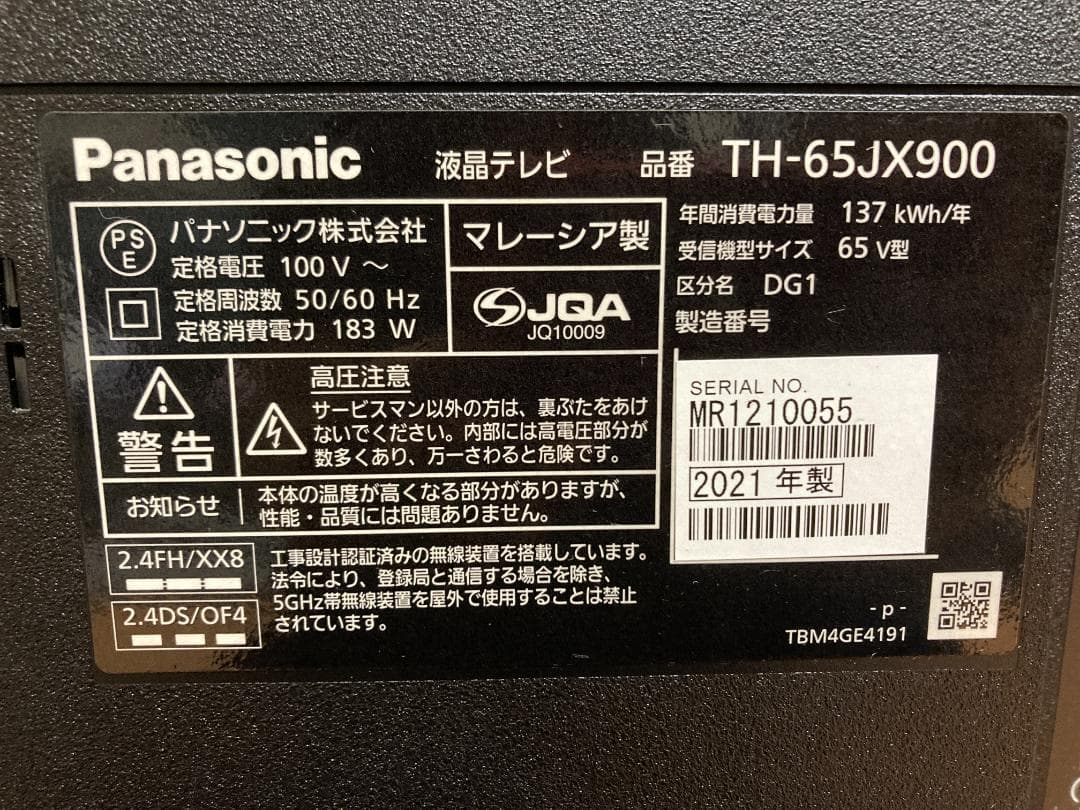 Panasonic 液晶テレビ 品番 TH-65JX900
PS
E
パナソニック株式会社
定格電圧 100 V ～
定格周波数 50/60 Hz
定格消費電力 183 W
マレーシア製
JQA
JQ10009
年間消費電力量 137 kWh/年
受信機型サイズ 65 V型
区分名 DG1
製造番号
SERIAL NO.
MR1210055
2021 年製
警告
高圧注意
サービスマン以外の方は、裏ぶたをあけ
ないでください。内部には高電圧部分が
数多くあり、万一さわると危険です。
お知らせ
本体の温度が高くなる部分がありますが、
性能・品質には問題ありません。
2.4FH/XX8
2.4DS/OF4
工事設計認証済みの無線装置を搭載しています。
法令により、登録局と通信する場合を除き、
5GHz帯無線装置を屋外で使用することは禁止
されています。
- p -
TBM4GE4191